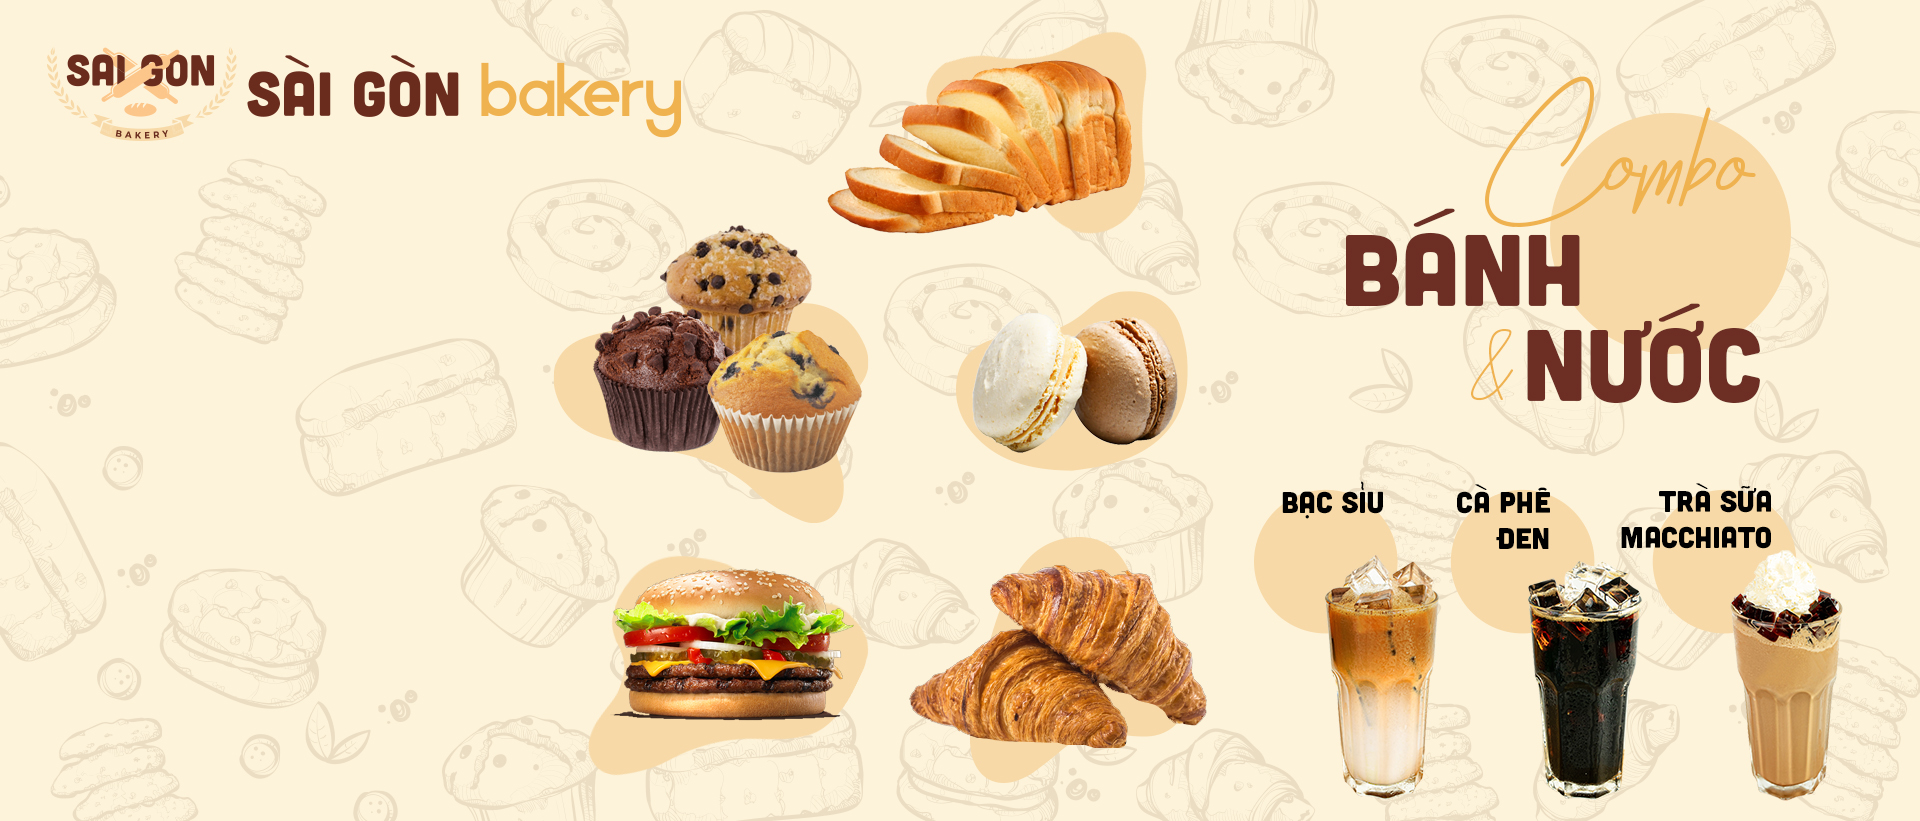 SAI GON
BAKERY
SÀI GÒN bakery
Combo
BÁNH
& NƯỚC
BẠC SỈU
CÀ PHÊ
ĐEN
TRÀ SỮA
MACCHIATO